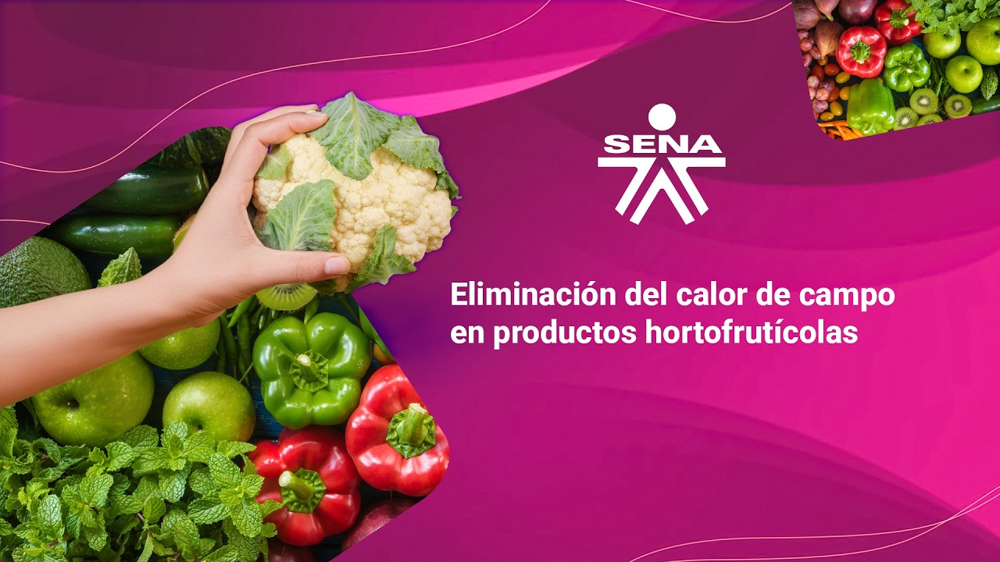 SENA
Eliminación del calor de campo
en productos hortofrutícolas